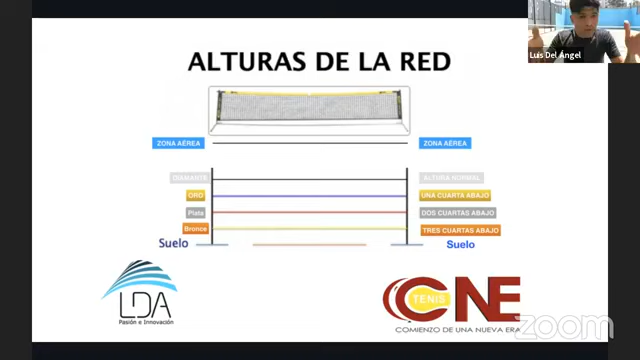 Luis Del Angel
ALTURAS DE LA RED
ZONA AÉREA
ZONA AÉREA
DIAMANTE
ALTURA NORMAL
ORO
UNA CUARTA ABAJO
Plata
DOS CUARTAS ABAJO
Bronce
TRES CUARTAS ABAJO
Suelo
Suelo
LDA
Pasión e Innovación
CNE
TENIS
COMIENZO DE UNA NUEVA ERA
zoom